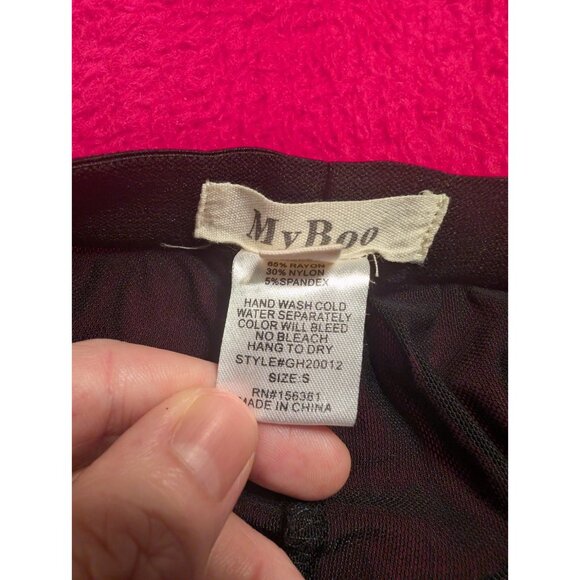 MyBoo
65% RAYON
30% NYLON
5%SPANDEX
HAND WASH COLD
WATER SEPARATELY
COLOR WILL BLEED
NO BLEACH
HANG TO DRY
STYLE#GH20012
SIZE:S
RN#156381
MADE IN CHINA